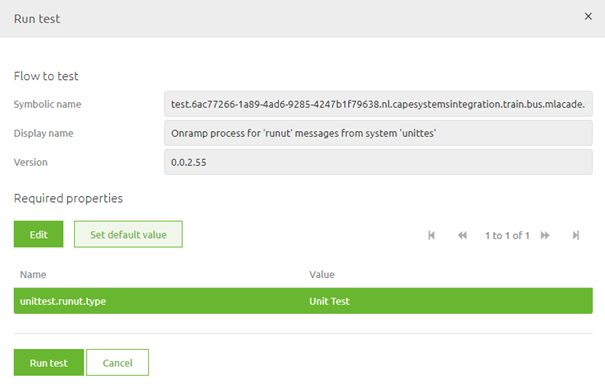 Run test
×
Flow to test
Symbolic name
test.6ac77266-1a89-4ad6-9285-4247b1f79638.nl.capesystemsintegration.train.bus.mlacade.
Display name
Onramp process for 'runut' messages from system 'unittes'
Version
0.0.2.55
Required properties
Edit
Set default value
1 to 1 of 1
Name Value
unittest.runut.type Unit Test
Run test
Cancel